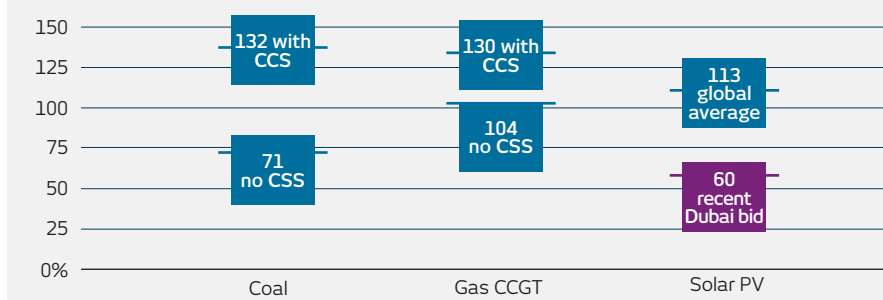 150
125
100
75
50
25
0%
132 with
CCS
71
no CSS
130 with
CCS
104
no CSS
113
global
average
60
recent
Dubai bid
Coal
Gas CCGT
Solar PV